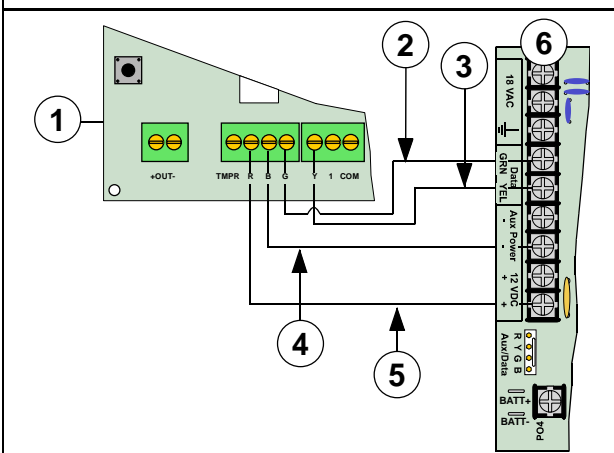 1
2
3
4
5
6
+OUT-
TMPR R B G Y 1 COM
18 VAC
GRN
Data
YEL
-
Aux Power
-
+
12 VDC
+
R Y G B
Aux/Data
BATT+
BATT-
PO4